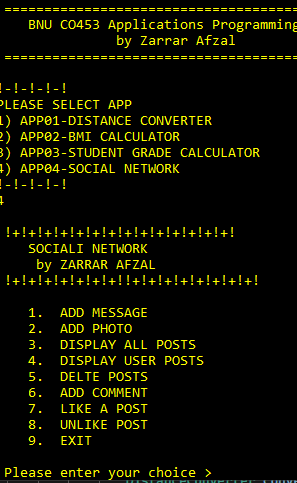 =====================================
BNU CO453 Applications Programming
by Zarrar Afzal
=====================================
!-!-!-!-!
PLEASE SELECT APP
1) APP01-DISTANCE CONVERTER
2) APP02-BMI CALCULATOR
3) APP03-STUDENT GRADE CALCULATOR
4) APP04-SOCIAL NETWORK
!-!-!-!-!
4
!+!+!+!+!+!+!+!+!+!+!+!+!+!+!
SOCIALI NETWORK
by ZARRAR AFZAL
!+!+!+!+!+!+!+!+!!+!+!+!+!+!+!+!
1. ADD MESSAGE
2. ADD PHOTO
3. DISPLAY ALL POSTS
4. DISPLAY USER POSTS
5. DELTE POSTS
6. ADD COMMENT
7. LIKE A POST
8. UNLIKE POST
9. EXIT
Please enter your choice >